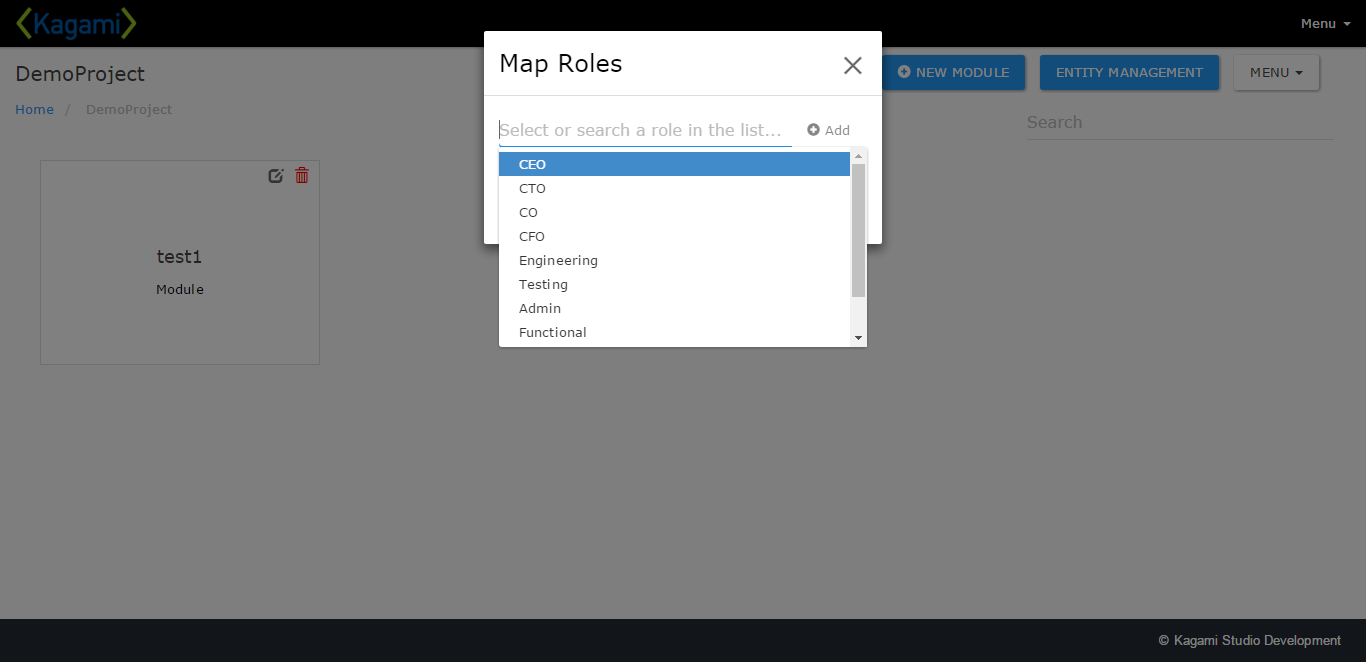 Kagami
Menu
DemoProject
Home / DemoProject
NEW MODULE
ENTITY MANAGEMENT
MENU
Search
test1
Module
Map Roles
Select or search a role in the list...
Add
CEO
CTO
CO
CFO
Engineering
Testing
Admin
Functional
© Kagami Studio Development